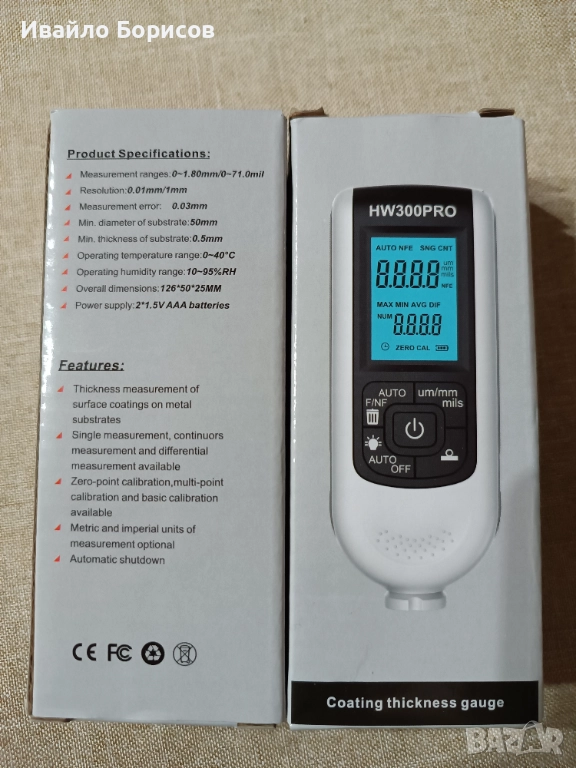 Ивайло Борисов
Product Specifications:
Measurement ranges: 0~1.80mm/0~71.0mil
Resolution: 0.01mm/1mm
Measurement error: 0.03mm
Min. diameter of substrate: 50mm
Min. thickness of substrate: 0.5mm
Operating temperature range: 0~40°C
Operating humidity range: 10~95%RH
Overall dimensions: 126*50*25MM
Power supply: 2*1.5V AAA batteries
Features:
Thickness measurement of
surface coatings on metal
substrates
Single measurement, continuors
measurement and differential
measurement available
Zero-point calibration,multi-point
calibration and basic calibration
available
Metric and imperial units of
measurement optional
Automatic shutdown
CE FC
HW300PRO
AUTO NFE SNG CNT
8.8.8.8 um
mm
mils
NFE
MAX MIN AVG DIF
NUM 8.8.8.8
ZERO CAL
AUTO um/mm
F/NF mils
AUTO
OFF
Coating thickness gauge
BAZAR